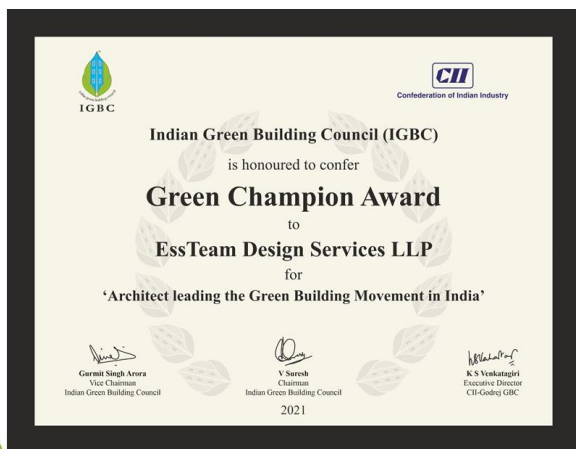 IGBC
CII
Confederation of Indian Industry
Indian Green Building Council (IGBC)
is honoured to confer
Green Champion Award
to
EssTeam Design Services LLP
for
‘Architect leading the Green Building Movement in India’
Gurmit Singh Arora
Vice Chairman
Indian Green Building Council
V Suresh
Chairman
Indian Green Building Council
K S Venkatagiri
Executive Director
CII-Godrej GBC
2021